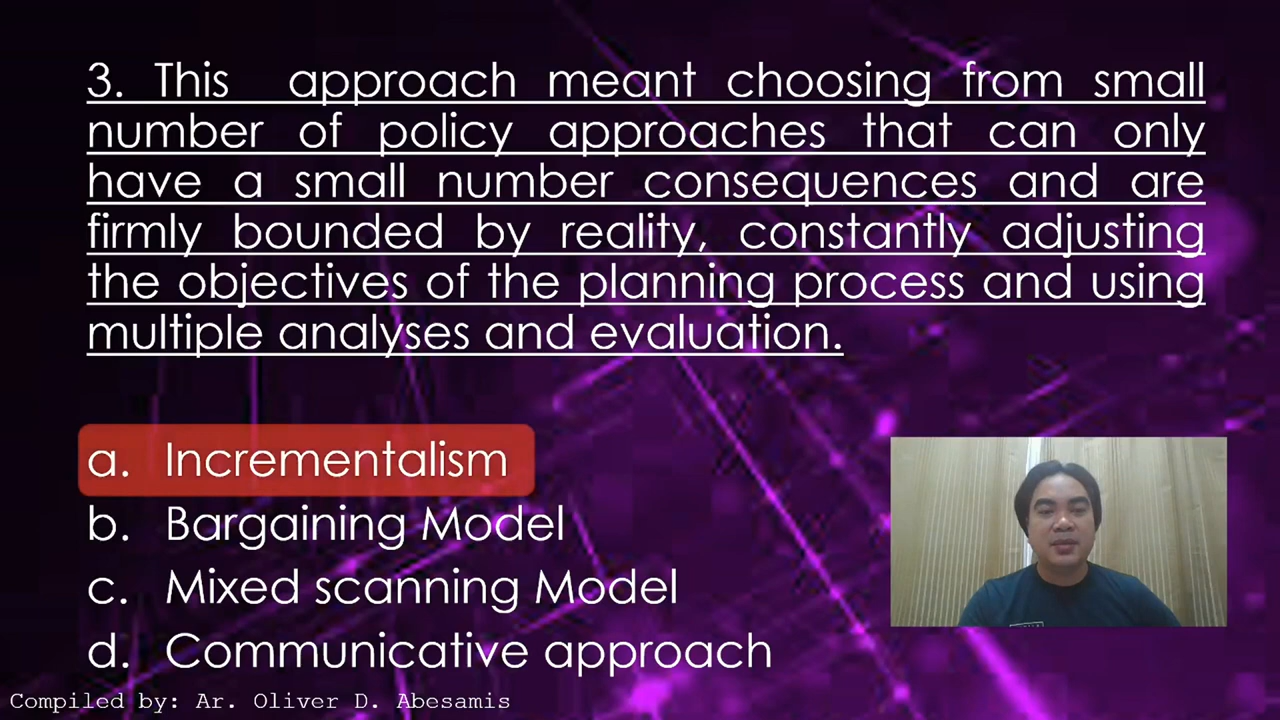 3. This approach meant choosing from small
number of policy approaches that can only
have a small number consequences and are
firmly bounded by reality, constantly adjusting
the objectives of the planning process and using
multiple analyses and evaluation.
a. Incrementalism
b. Bargaining Model
c. Mixed scanning Model
d. Communicative approach
Compiled by: Ar. Oliver D. Abesamis